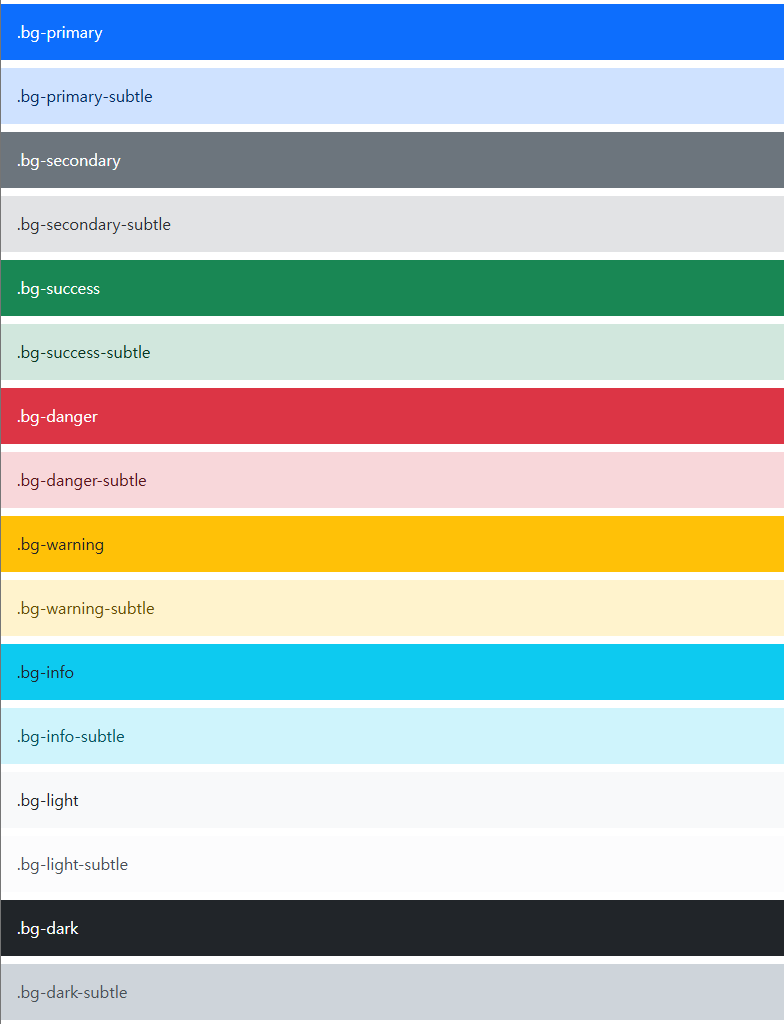 .bg-primary
.bg-primary-subtle
.bg-secondary
.bg-secondary-subtle
.bg-success
.bg-success-subtle
.bg-danger
.bg-danger-subtle
.bg-warning
.bg-warning-subtle
.bg-info
.bg-info-subtle
.bg-light
.bg-light-subtle
.bg-dark
.bg-dark-subtle